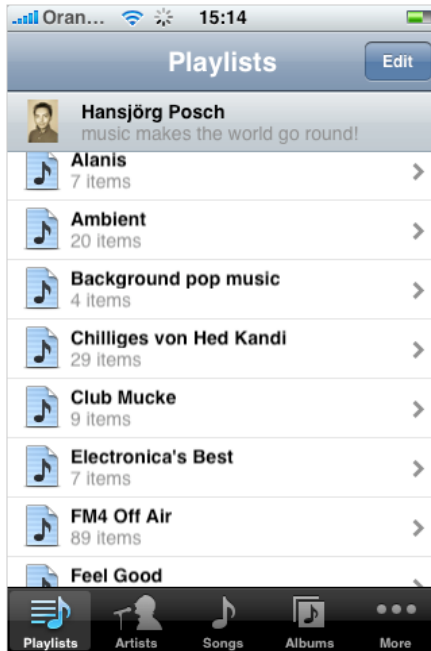 Oran... 15:14
Playlists
Edit
Hansjörg Posch
music makes the world go round!
Alanis
7 items
Ambient
20 items
Background pop music
4 items
Chilliges von Hed Kandi
29 items
Club Mucke
9 items
Electronica's Best
7 items
FM4 Off Air
89 items
Feel Good
Playlists Artists Songs Albums More